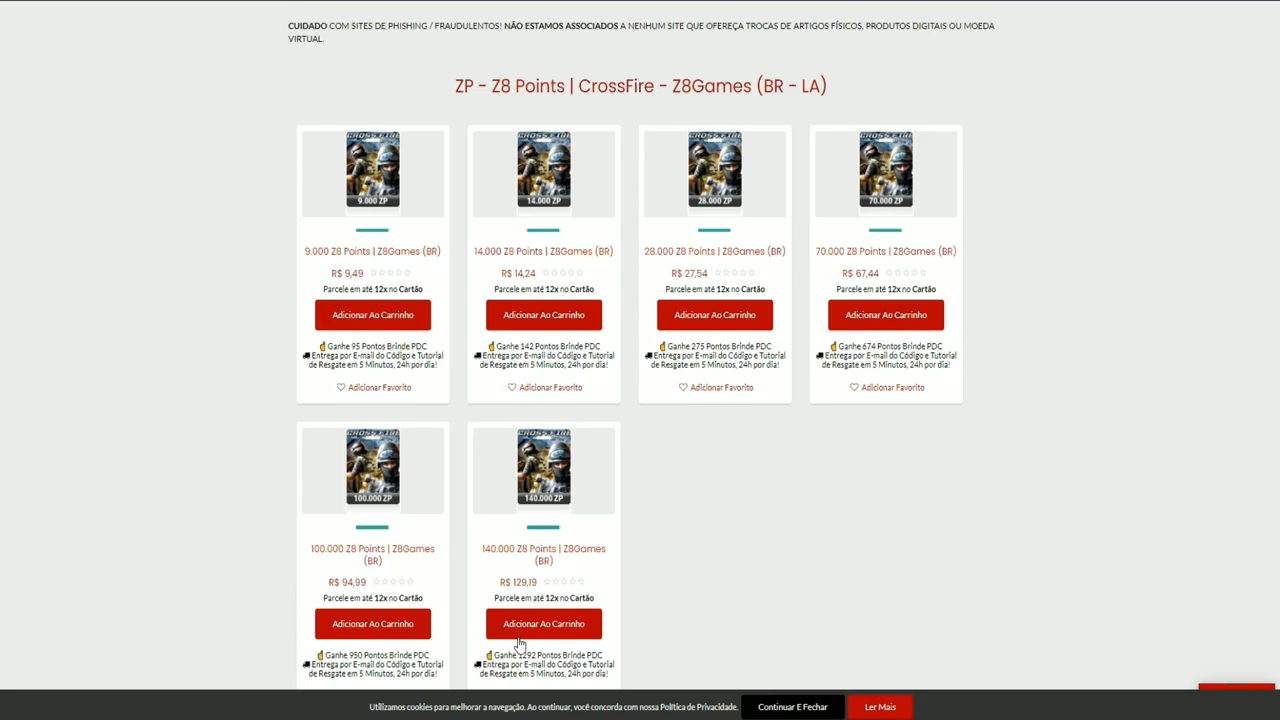 CUIDADO COM SITES DE PHISHING / FRAUDULENTOS! NÃO ESTAMOS ASSOCIADOS A NENHUM SITE QUE OFEREÇA TROCAS DE ARTIGOS FÍSICOS, PRODUTOS DIGITAIS OU MOEDA
VIRTUAL.
ZP - Z8 Points | CrossFire - Z8Games (BR - LA)
CROSSFIRE
9.000 ZP
9.000 Z8 Points | Z8Games (BR)
R$ 9,49
Parcele em até 12x no Cartão
Adicionar Ao Carrinho
Ganhe 95 Pontos Brinde PDC
Entrega por E-mail do Código e Tutorial
de Resgate em 5 Minutos, 24h por dia!
Adicionar Favorito
CROSSFIRE
14.000 ZP
14.000 Z8 Points | Z8Games (BR)
R$ 14,24
Parcele em até 12x no Cartão
Adicionar Ao Carrinho
Ganhe 142 Pontos Brinde PDC
Entrega por E-mail do Código e Tutorial
de Resgate em 5 Minutos, 24h por dia!
Adicionar Favorito
CROSSFIRE
28.000 ZP
28.000 Z8 Points | Z8Games (BR)
R$ 27,54
Parcele em até 12x no Cartão
Adicionar Ao Carrinho
Ganhe 275 Pontos Brinde PDC
Entrega por E-mail do Código e Tutorial
de Resgate em 5 Minutos, 24h por dia!
Adicionar Favorito
CROSSFIRE
70.000 ZP
70.000 Z8 Points | Z8Games (BR)
R$ 67,44
Parcele em até 12x no Cartão
Adicionar Ao Carrinho
Ganhe 674 Pontos Brinde PDC
Entrega por E-mail do Código e Tutorial
de Resgate em 5 Minutos, 24h por dia!
Adicionar Favorito
CROSSFIRE
100.000 ZP
100.000 Z8 Points | Z8Games
(BR)
R$ 94,99
Parcele em até 12x no Cartão
Adicionar Ao Carrinho
Ganhe 950 Pontos Brinde PDC
Entrega por E-mail do Código e Tutorial
de Resgate em 5 Minutos, 24h por dia!
CROSSFIRE
140.000 ZP
140.000 Z8 Points | Z8Games
(BR)
R$ 129,19
Parcele em até 12x no Cartão
Adicionar Ao Carrinho
Ganhe 1292 Pontos Brinde PDC
Entrega por E-mail do Código e Tutorial
de Resgate em 5 Minutos, 24h por dia!
Utilizamos cookies para melhorar a navegação. Ao continuar, você concorda com nossa Política de Privacidade.
Continuar E Fechar
Ler Mais